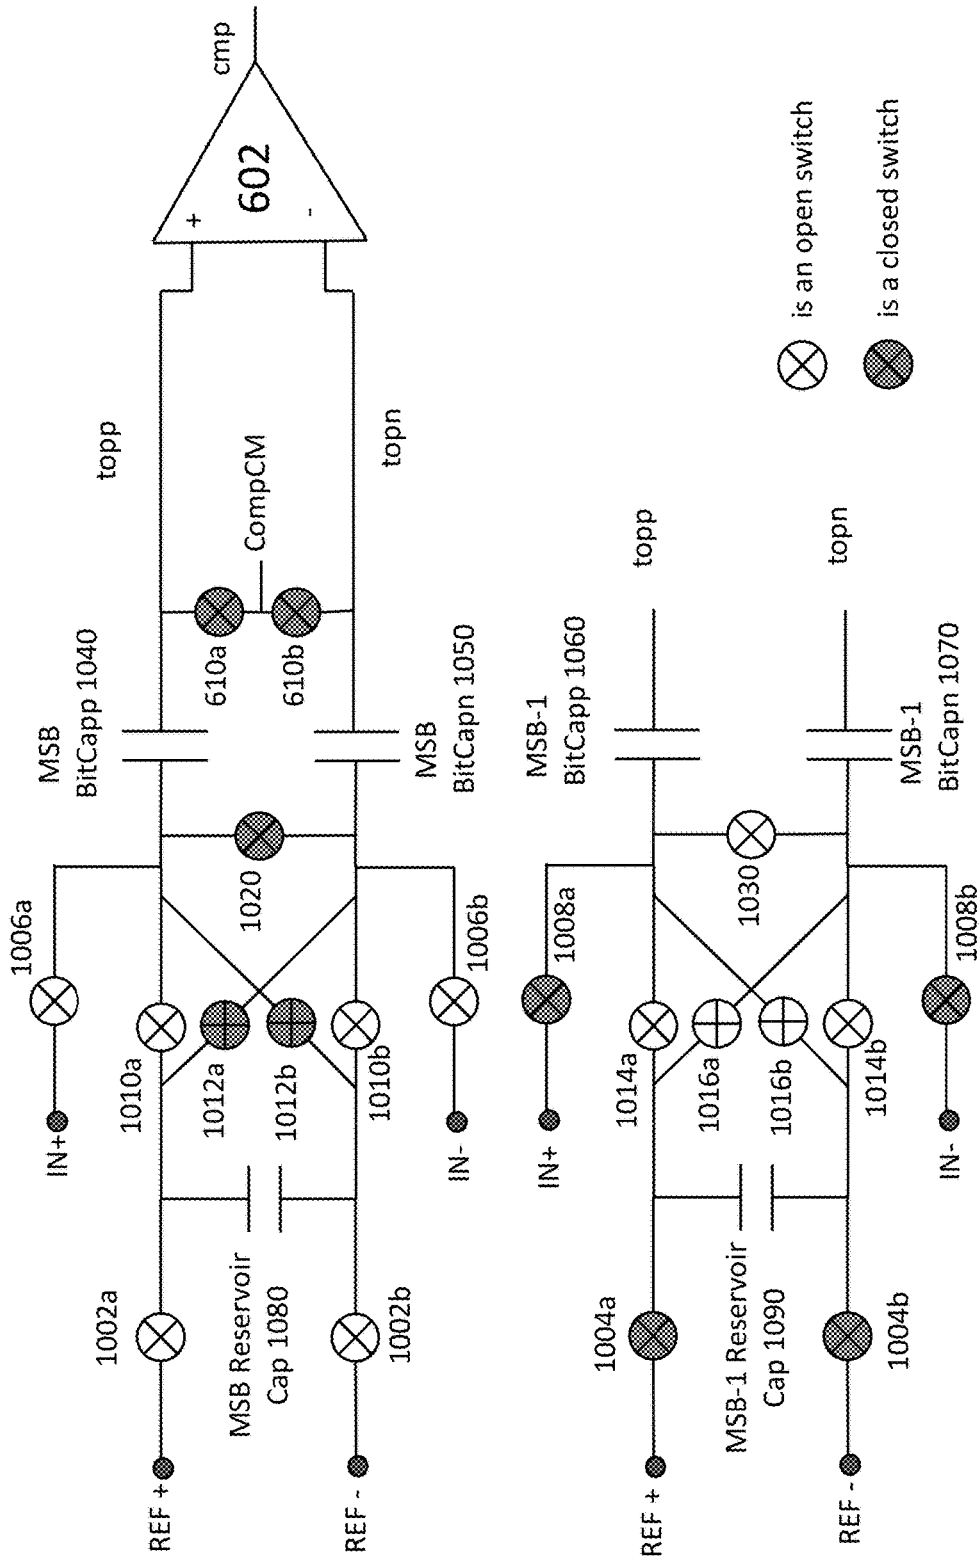 cmp
602
+
-
topp
topn
CompCM
610a
610b
MSB
BitCapp 1040
MSB
BitCapn 1050
1020
1006a
1006b
IN+
IN-
1010a
1012a
1012b
1010b
MSB Reservoir
Cap 1080
1002a
1002b
REF +
REF -
topp
topn
MSB-1
BitCapp 1060
MSB-1
BitCapn 1070
1030
1008a
1008b
IN+
IN-
1014a
1016a
1016b
1014b
MSB-1 Reservoir
Cap 1090
1004a
1004b
REF +
REF -
is an open switch
is a closed switch